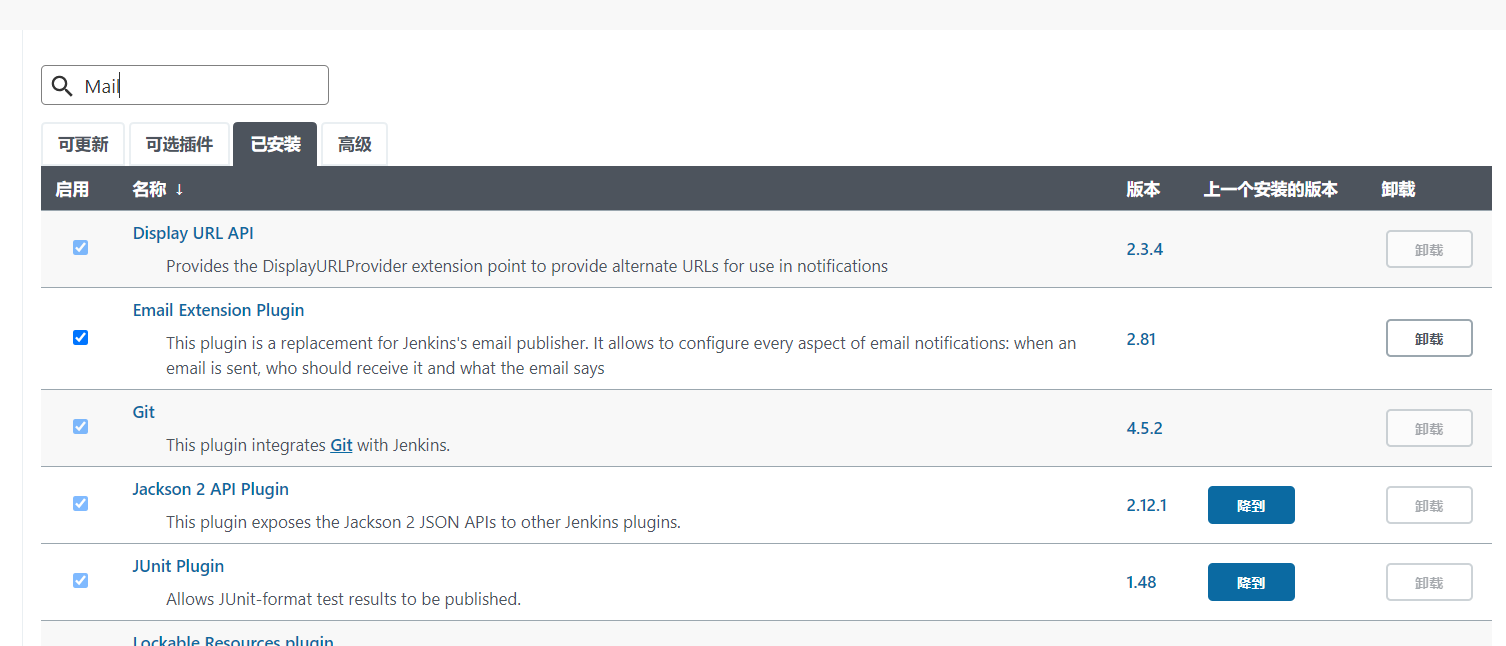 Mail
可更新 可选插件 已安装 高级
启用 名称 ↓ 版本 上一个安装的版本 卸载
Display URL API
Provides the DisplayURLProvider extension point to provide alternate URLs for use in notifications
2.3.4 卸载
Email Extension Plugin
This plugin is a replacement for Jenkins's email publisher. It allows to configure every aspect of email notifications: when an
email is sent, who should receive it and what the email says
2.81 卸载
Git
This plugin integrates Git with Jenkins.
4.5.2 卸载
Jackson 2 API Plugin
This plugin exposes the Jackson 2 JSON APIs to other Jenkins plugins.
2.12.1 降到 卸载
JUnit Plugin
Allows JUnit-format test results to be published.
1.48 降到 卸载
Lockable Resources plugin